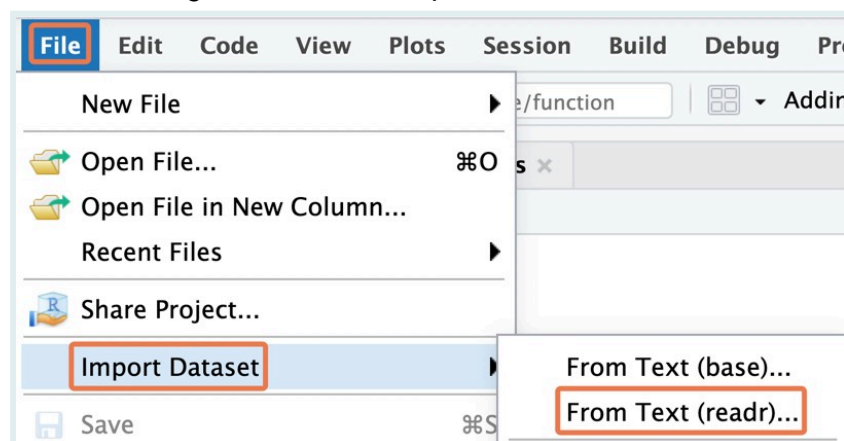 File Edit Code View Plots Session Build Debug
New File
e/function
Open File... ⌘O
s ×
Open File in New Column...
Recent Files
Share Project...
Import Dataset
From Text (base)...
From Text (readr)...
Save ⌘S